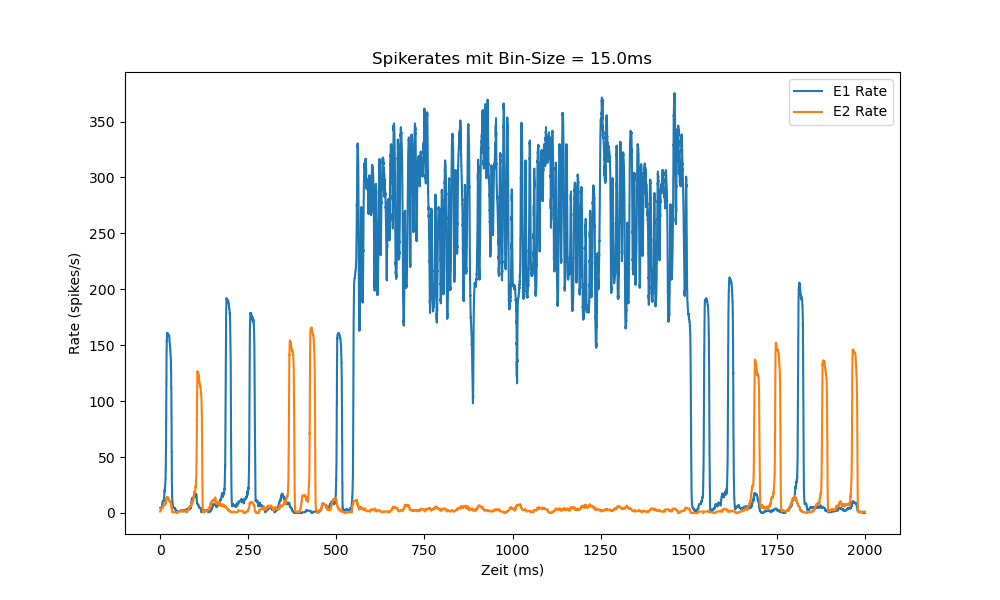 Spikerates mit Bin-Size = 15.0ms
E1 Rate
E2 Rate
Rate (spikes/s)
350
300
250
200
150
100
50
0
0 250 500 750 1000 1250 1500 1750 2000
Zeit (ms)